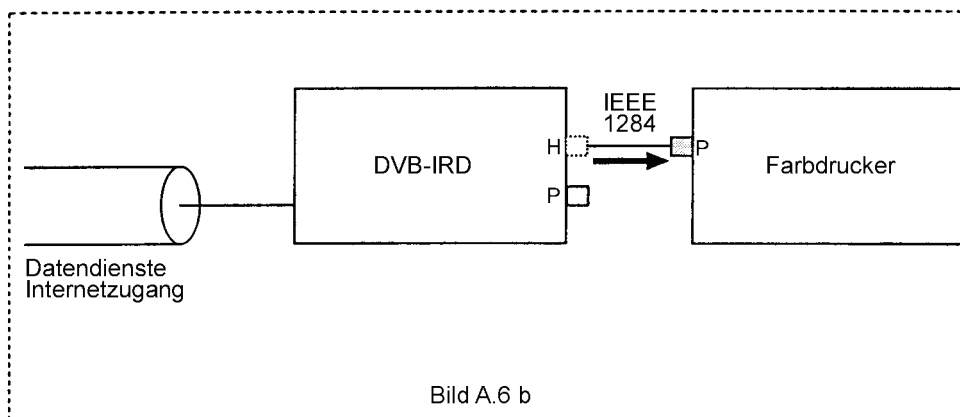 IEEE
1284
H
P
DVB-IRD
P
Farbdrucker
Datendienste
Internetzugang
Bild A.6 b